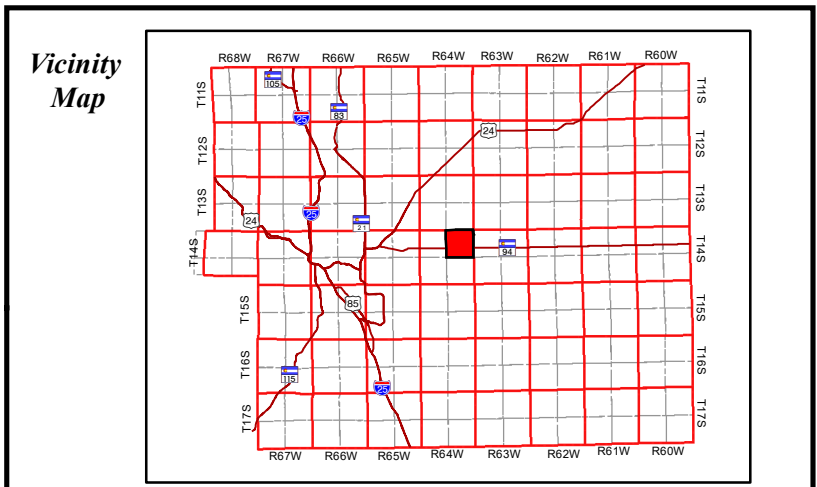 Vicinity
Map
R68W R67W R66W R65W R64W R63W R62W R61W R60W
T11S
T11S
105
83
25
24
T12S
T12S
T13S
T13S
24
25
21
T14S
94
T14S
T15S
85
T15S
T16S
T16S
115
25
T17S
T17S
R67W R66W R65W R64W R63W R62W R61W R60W